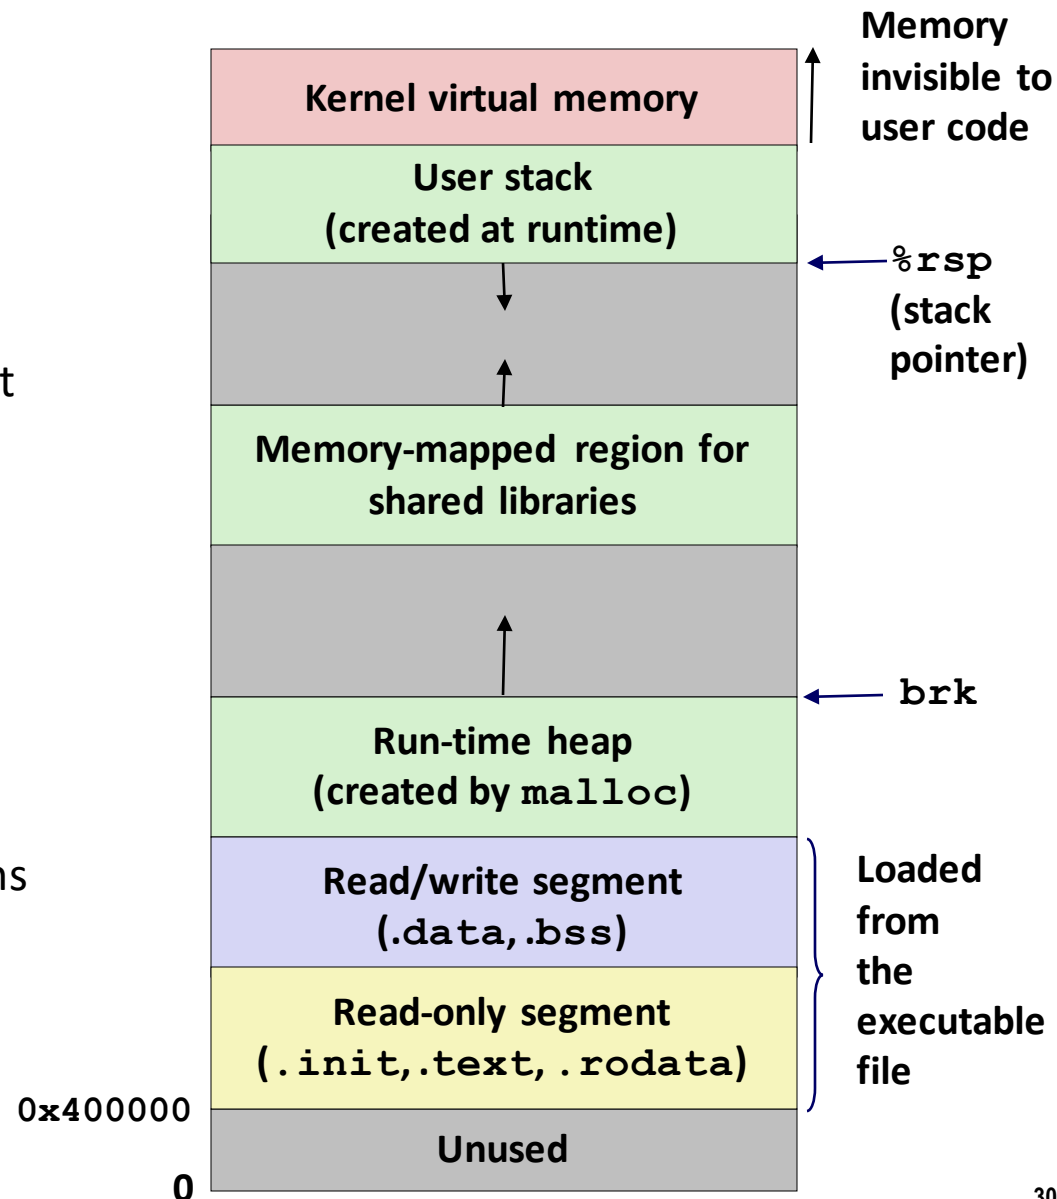 Memory
invisible to
user code
Kernel virtual memory
User stack
(created at runtime)
%rsp
(stack
pointer)
t
Memory-mapped region for
shared libraries
brk
Run-time heap
(created by malloc)
ns
Read/write segment
(.data, .bss)
Loaded
from
the
executable
file
Read-only segment
(.init, .text, .rodata)
0x400000
Unused
0
30